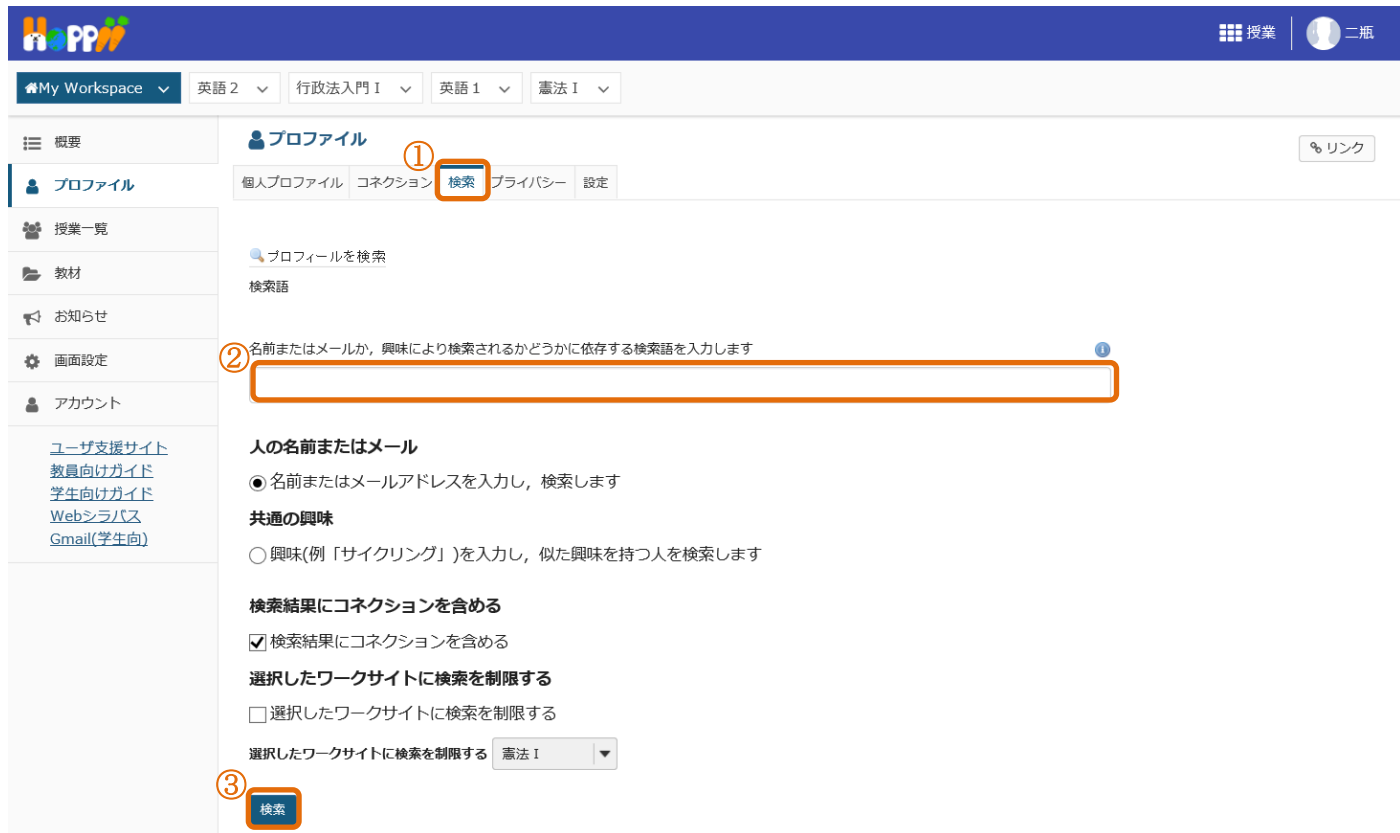 HoPPii
授業 二瓶
My Workspace 英語2 行政法入門Ⅰ 英語1 憲法Ⅰ
概要
プロファイル
授業一覧
教材
お知らせ
画面設定
アカウント
ユーザ支援サイト
教員向けガイド
学生向けガイド
Webシラバス
Gmail(学生向)
プロファイル
リンク
①
個人プロファイル コネクション 検索 プライバシー 設定
プロフィールを検索
検索語
②
名前またはメールか，興味により検索されるかどうかに依存する検索語を入力します
人の名前またはメール
名前またはメールアドレスを入力し，検索します
共通の興味
興味(例「サイクリング」)を入力し，似た興味を持つ人を検索します
検索結果にコネクションを含める
検索結果にコネクションを含める
選択したワークサイトに検索を制限する
選択したワークサイトに検索を制限する
選択したワークサイトに検索を制限する 憲法Ⅰ
③
検索